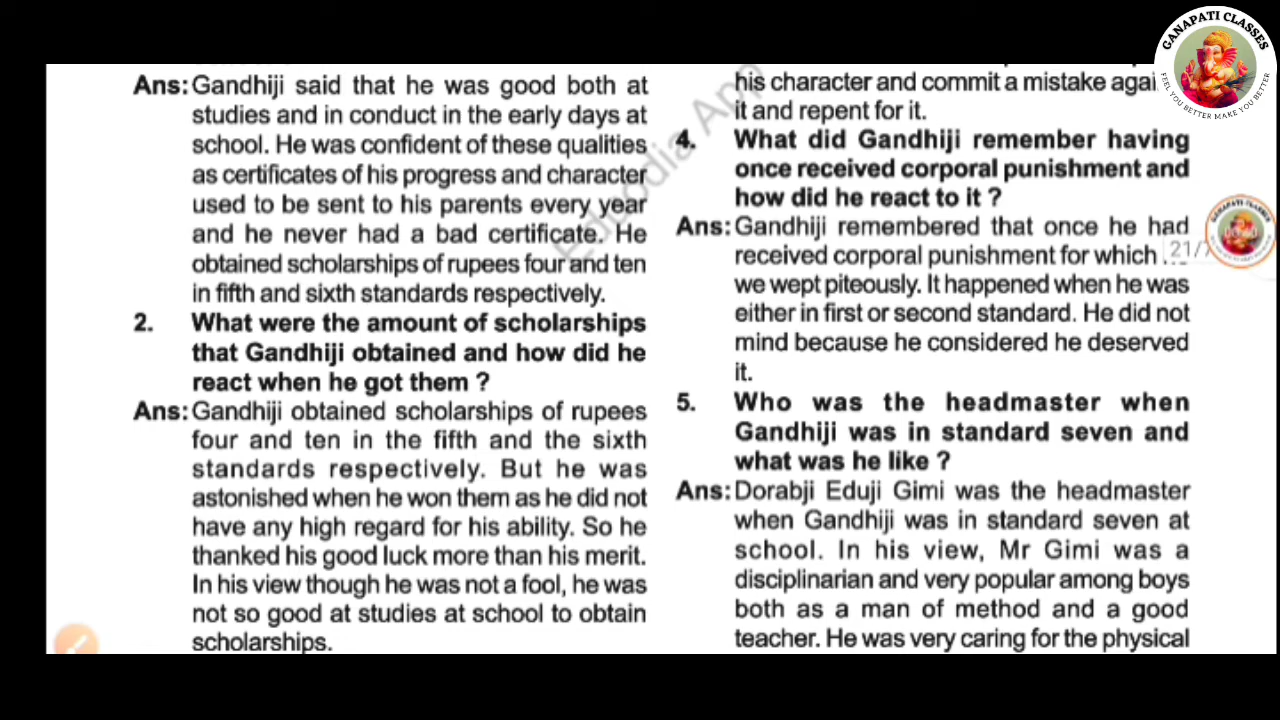 GANAPATI CLASSES
FEEL YOU BETTER MAKE YOU BETTER
Ans: Gandhiji said that he was good both at
studies and in conduct in the early days at
school. He was confident of these qualities
as certificates of his progress and character
used to be sent to his parents every year
and he never had a bad certificate. He
obtained scholarships of rupees four and ten
in fifth and sixth standards respectively.
2. What were the amount of scholarships
that Gandhiji obtained and how did he
react when he got them ?
Ans: Gandhiji obtained scholarships of rupees
four and ten in the fifth and the sixth
standards respectively. But he was
astonished when he won them as he did not
have any high regard for his ability. So he
thanked his good luck more than his merit.
In his view though he was not a fool, he was
not so good at studies at school to obtain
scholarships.
his character and commit a mistake agai
it and repent for it.
4. What did Gandhiji remember having
once received corporal punishment and
how did he react to it ?
Ans: Gandhiji remembered that once he had
received corporal punishment for which
we wept piteously. It happened when he was
either in first or second standard. He did not
mind because he considered he deserved
it.
5. Who was the headmaster when
Gandhiji was in standard seven and
what was he like ?
Ans: Dorabji Eduji Gimi was the headmaster
when Gandhiji was in standard seven at
school. In his view, Mr Gimi was a
disciplinarian and very popular among boys
both as a man of method and a good
teacher. He was very caring for the physical